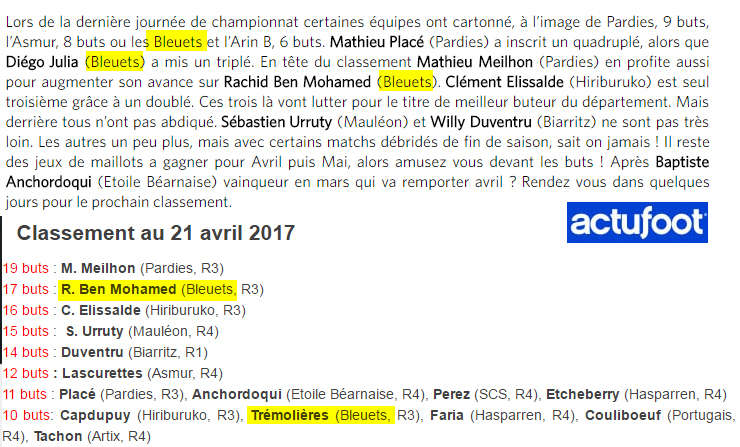 Lors de la dernière journée de championnat certaines équipes ont cartonné, à l'image de Pardies, 9 buts,
l'Asmur, 8 buts ou les Bleuets et l'Arin B, 6 buts. Mathieu Placé (Pardies) a inscrit un quadruplé, alors que
Diégo Julia (Bleuets) a mis un triplé. En tête du classement Mathieu Meilhon (Pardies) en profite aussi
pour augmenter son avance sur Rachid Ben Mohamed (Bleuets). Clément Elissalde (Hiriburuko) est seul
troisième grâce à un doublé. Ces trois là vont lutter pour le titre de meilleur buteur du département. Mais
derrière tous n'ont pas abdiqué. Sébastien Urruty (Mauléon) et Willy Duventru (Biarritz) ne sont pas très
loin. Les autres un peu plus, mais avec certains matchs débridés de fin de saison, sait on jamais ! Il reste
des jeux de maillots a gagner pour Avril puis Mai, alors amusez vous devant les buts ! Après Baptiste
Anchordoqui (Etoile Béarnaise) vainqueur en mars qui va remporter avril ? Rendez vous dans quelques
jours pour le prochain classement.
actufoot
Classement au 21 avril 2017
19 buts : M. Meilhon (Pardies, R3)
17 buts : R. Ben Mohamed (Bleuets, R3)
16 buts : C. Elissalde (Hiriburuko, R3)
15 buts : S. Urruty (Mauléon, R4)
14 buts : Duventru (Biarritz, R1)
12 buts : Lascurettes (Asmur, R4)
11 buts : Placé (Pardies, R3), Anchordoqui (Etoile Béarnaise, R4), Perez (SCS, R4), Etcheberry (Hasparren, R4)
10 buts: Capdupuy (Hiriburuko, R3), Trémolières (Bleuets, R3), Faria (Hasparren, R4), Couliboeuf (Portugais,
R4), Tachon (Artix, R4)